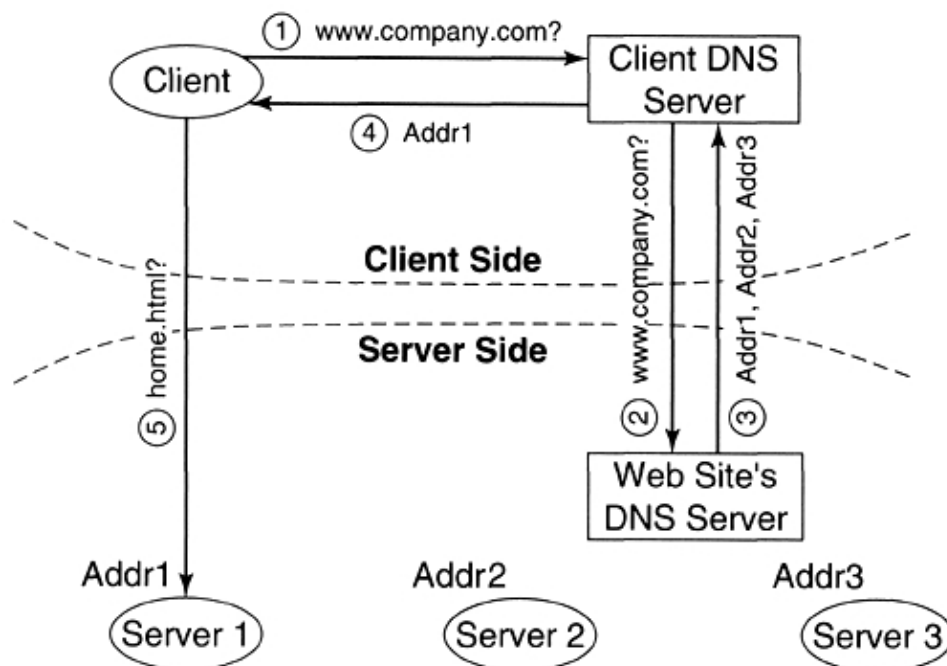 ① www.company.com?
Client
Client DNS
Server
④ Addr1
www.company.com?
Addr1, Addr2, Addr3
Client Side
Server Side
⑤ home.html?
②
③
Web Site's
DNS Server
Addr1
Addr2
Addr3
Server 1
Server 2
Server 3